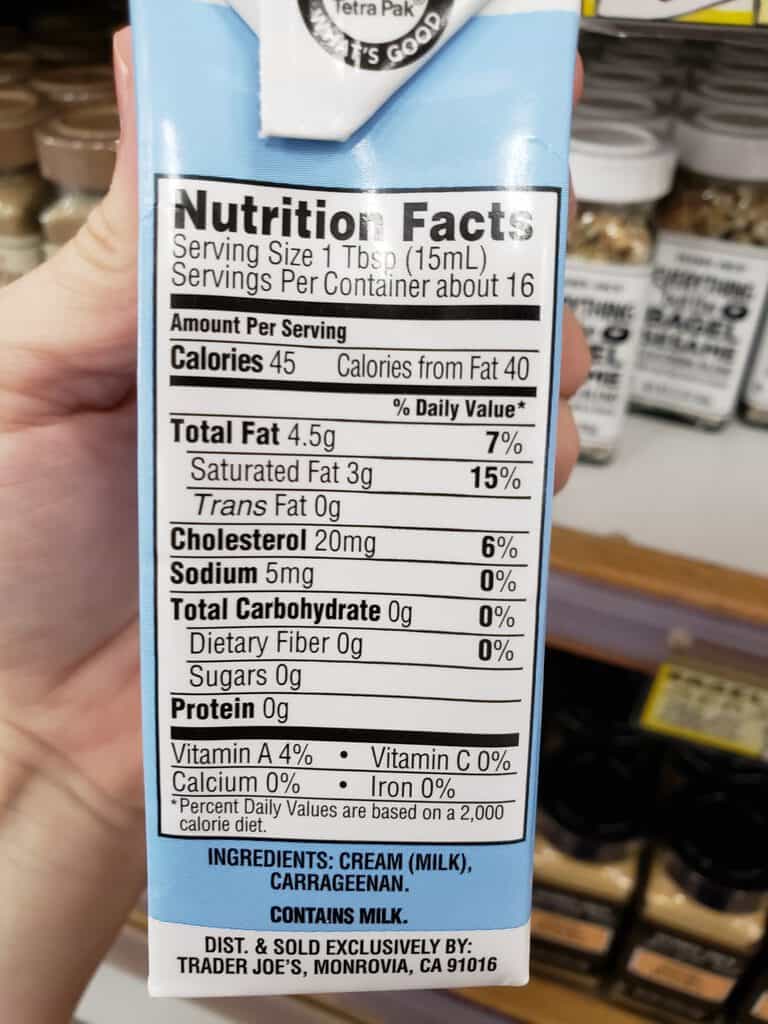 Tetra Pak®
WHAT'S GOOD
Nutrition Facts
Serving Size 1 Tbsp (15mL)
Servings Per Container about 16
Amount Per Serving
Calories 45 Calories from Fat 40
% Daily Value*
Total Fat 4.5g 7%
Saturated Fat 3g 15%
Trans Fat 0g
Cholesterol 20mg 6%
Sodium 5mg 0%
Total Carbohydrate 0g 0%
Dietary Fiber 0g 0%
Sugars 0g
Protein 0g
Vitamin A 4% • Vitamin C 0%
Calcium 0% • Iron 0%
*Percent Daily Values are based on a 2,000
calorie diet.
INGREDIENTS: CREAM (MILK),
CARRAGEENAN.
CONTAINS MILK.
DIST. & SOLD EXCLUSIVELY BY:
TRADER JOE'S, MONROVIA, CA 91016
EVERYTHING
BAGEL
SESAME